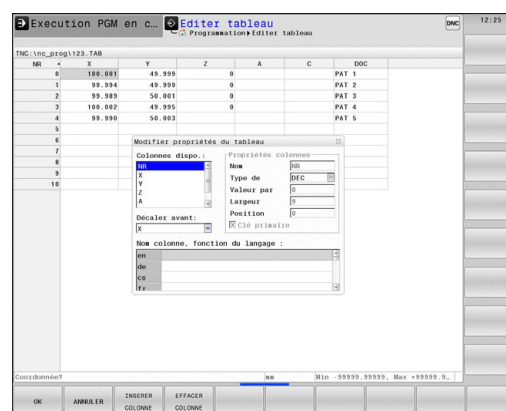 Execution PGM en c... Editer tableau DNC 12:25
Programmation Editer tableau
TNC:\nc_prog\123.TAB
NR X Y Z A C DOC
0 100.001 49.999 0 PAT 1
1 99.994 49.999 0 PAT 2
2 99.989 50.001 0 PAT 3
3 100.002 49.995 0 PAT 4
4 99.990 50.003 PAT 5
5
6
7
8
9
10
Modifier propriétés du tableau
Colonnes dispo.:
NR
X
Y
Z
A
Décaler avant:
X
Propriétés colonnes
Nom NR
Type de DEC
Valeur par 0
Largeur 9
Position 0
Clé primaire
Nom colonne, fonction du langage :
en
de
cs
fr
Coordonnée? mm Min -99999.99999, Max +99999.9…
OK ANNULER INSERER COLONNE EFFACER COLONNE